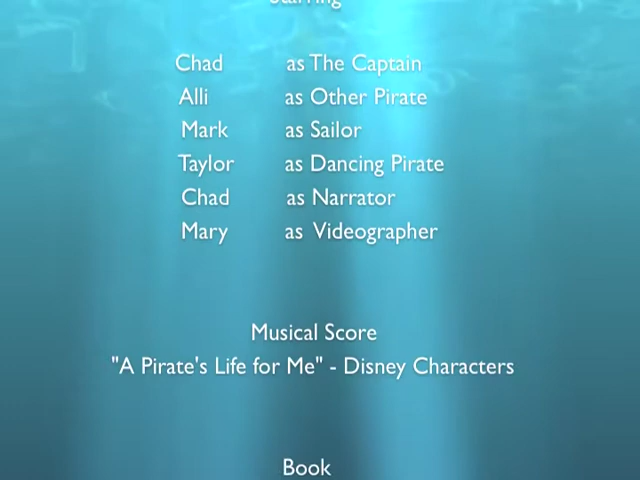 Starring
Chad as The Captain
Alli as Other Pirate
Mark as Sailor
Taylor as Dancing Pirate
Chad as Narrator
Mary as Videographer
Musical Score
"A Pirate's Life for Me" - Disney Characters
Book